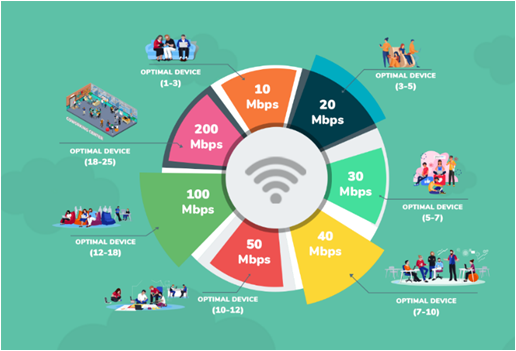 10
Mbps
OPTIMAL DEVICE
(1-3)
20
Mbps
OPTIMAL DEVICE
(3-5)
30
Mbps
OPTIMAL DEVICE
(5-7)
40
Mbps
OPTIMAL DEVICE
(7-10)
50
Mbps
OPTIMAL DEVICE
(10-12)
100
Mbps
OPTIMAL DEVICE
(12-18)
200
Mbps
OPTIMAL DEVICE
(18-25)